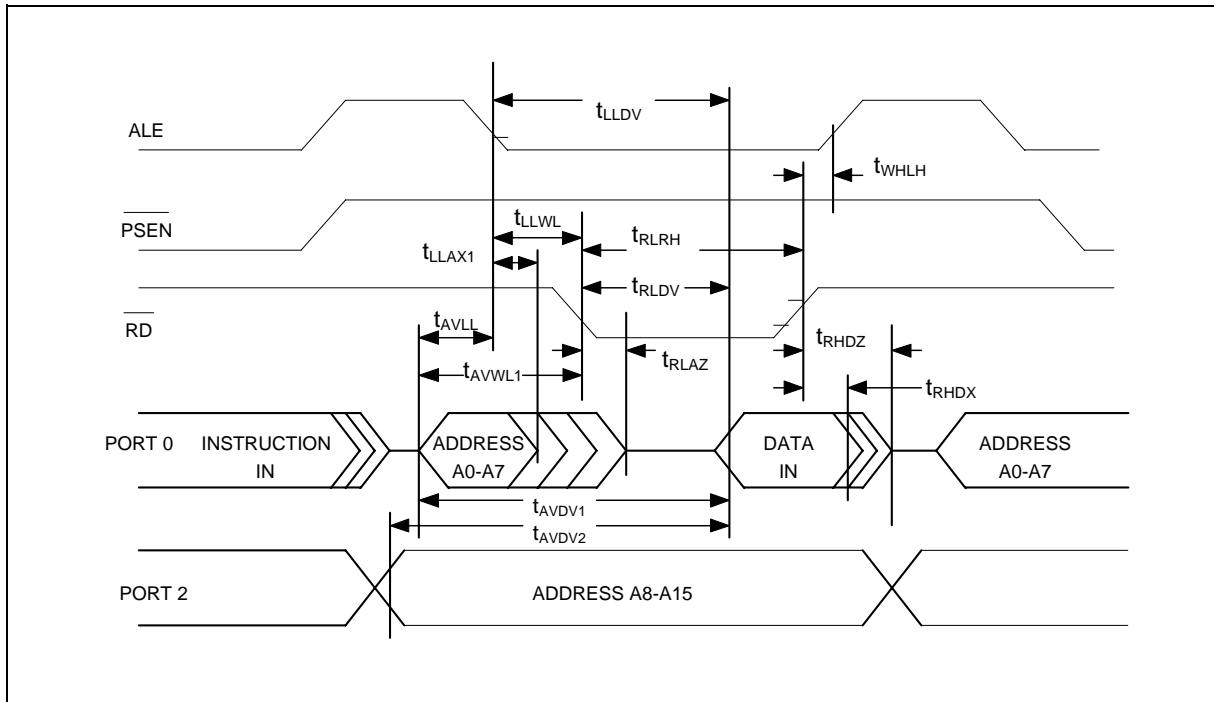 tLLDV
ALE
tWHLH
tLLWL
PSEN
tRLRH
tLLAX1
tRLDV
RD
tAVLL
tRHDZ
tRLAZ
tAVWL1
tRHDX
PORT 0
INSTRUCTION
IN
ADDRESS
A0-A7
DATA
IN
ADDRESS
A0-A7
tAVDV1
tAVDV2
PORT 2
ADDRESS A8-A15